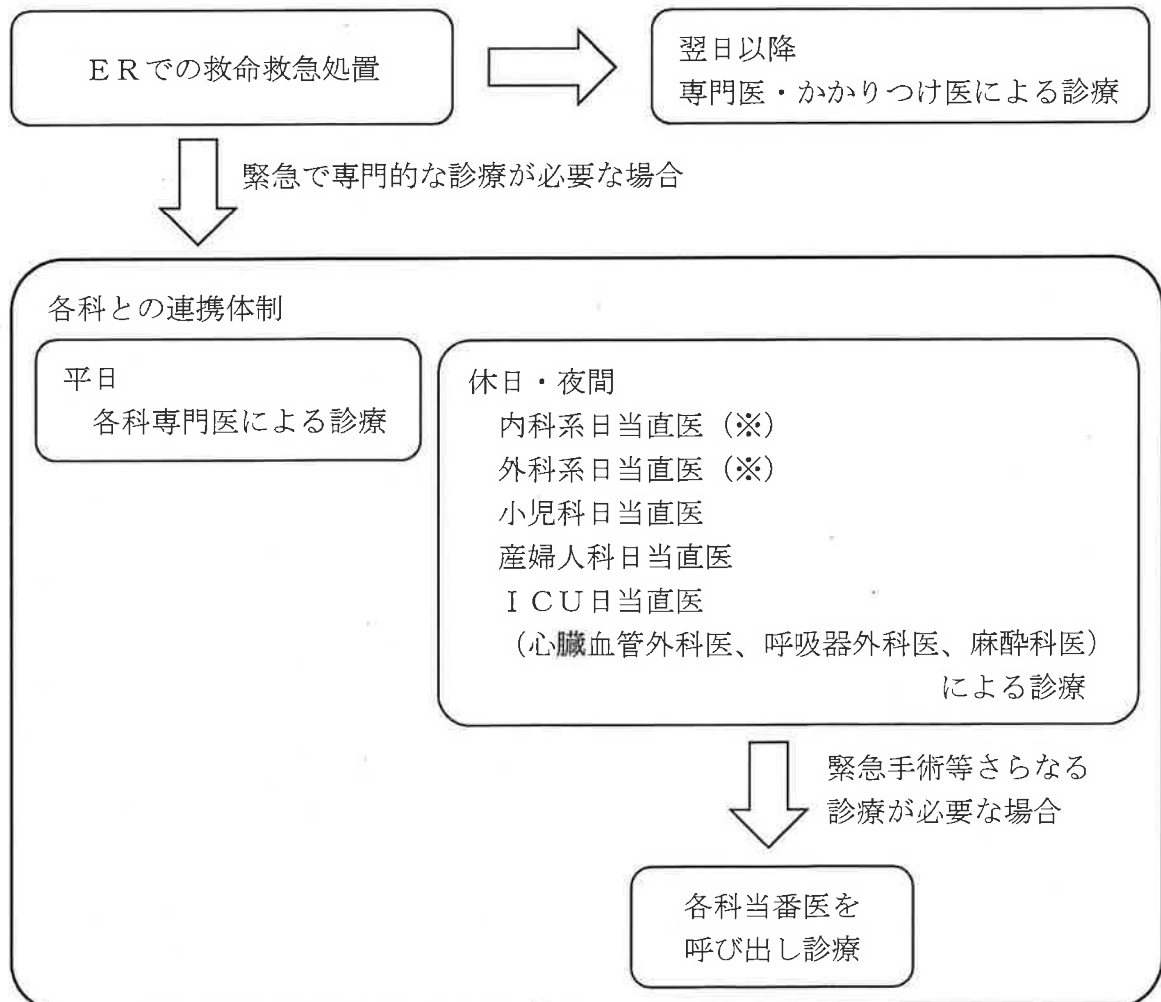 ERでの救命救急処置
翌日以降
専門医・かかりつけ医による診療
緊急で専門的な診療が必要な場合
各科との連携体制
平日
各科専門医による診療
休日・夜間
内科系日当直医(※)
外科系日当直医(※)
小児科日当直医
産婦人科日当直医
ICU日当直医
(心臓血管外科医、呼吸器外科医、麻酔科医)
による診療
緊急手術等さらなる
診療が必要な場合
各科当番医を
呼び出し診療